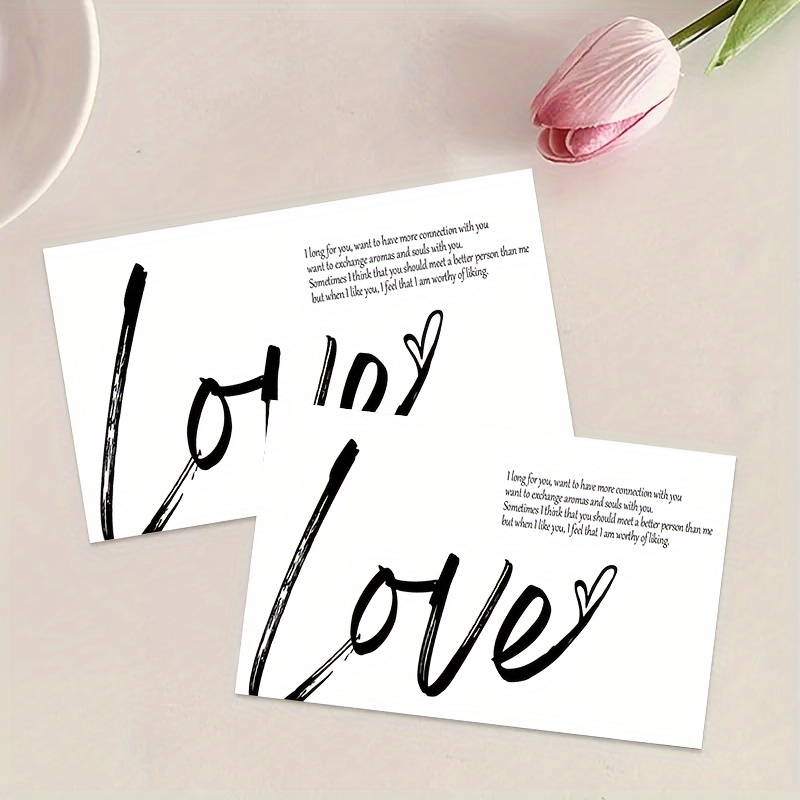 I long for you, want to have more connection with you
want to exchange aromas and souls with you.
Sometimes I think that you should meet a better person than me
but when I like you, I feel that I am worthy of liking.
Love
I long for you, want to have more connection with you
want to exchange aromas and souls with you.
Sometimes I think that you should meet a better person than me
but when I like you, I feel that I am worthy of liking.
Love